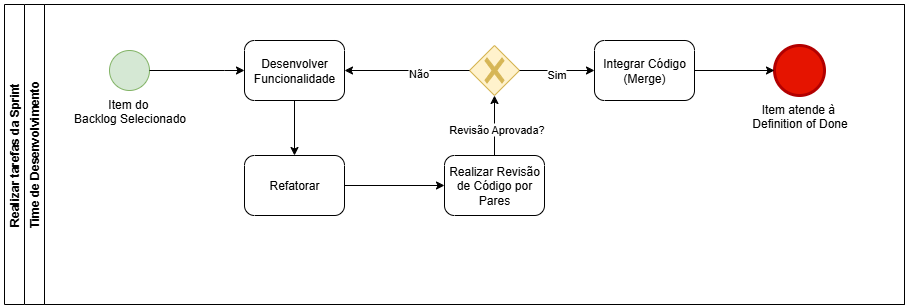 Realizar tarefas da Sprint
Time de Desenvolvimento
Item do
Backlog Selecionado
Desenvolver
Funcionalidade
Refatorar
Realizar Revisão
de Código por
Pares
Revisão Aprovada?
Não
Sim
Integrar Código
(Merge)
Item atende à
Definition of Done